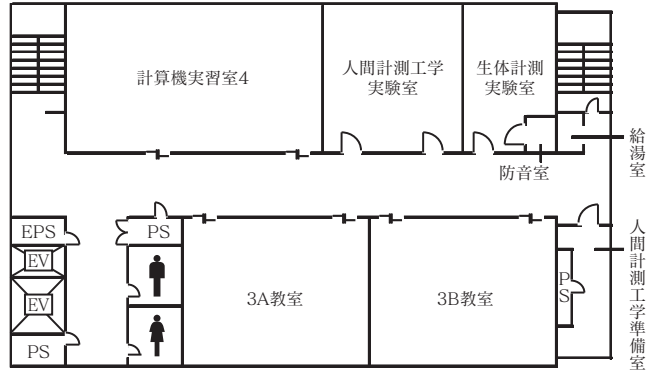 計算機実習室4
人間計測工学
実験室
生体計測
実験室
給湯室
防音室
EPS
PS
EV
人間計測工学準備室
PS
3A教室
3B教室
EV
PS